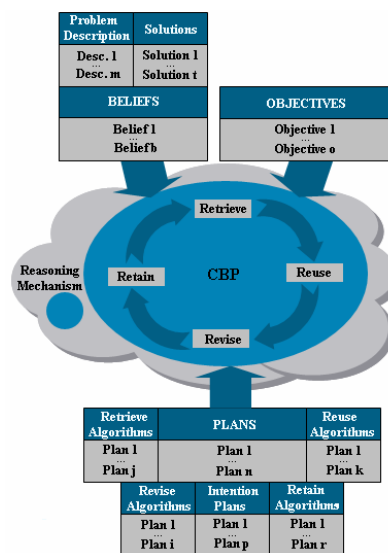 Problem Description
Solutions
Desc. 1
...
Desc. m
Solution 1
...
Solution t
BELIEFS
Belief 1
...
Belief b
OBJECTIVES
Objective 1
...
Objective o
Retrieve
Reasoning
Mechanism
Retain
CBP
Reuse
Revise
Retrieve
Algorithms
PLANS
Reuse
Algorithms
Plan 1
...
Plan j
Plan 1
...
Plan n
Plan 1
...
Plan k
Revise
Algorithms
Intention
Plans
Retain
Algorithms
Plan 1
...
Plan i
Plan 1
...
Plan p
Plan 1
...
Plan r